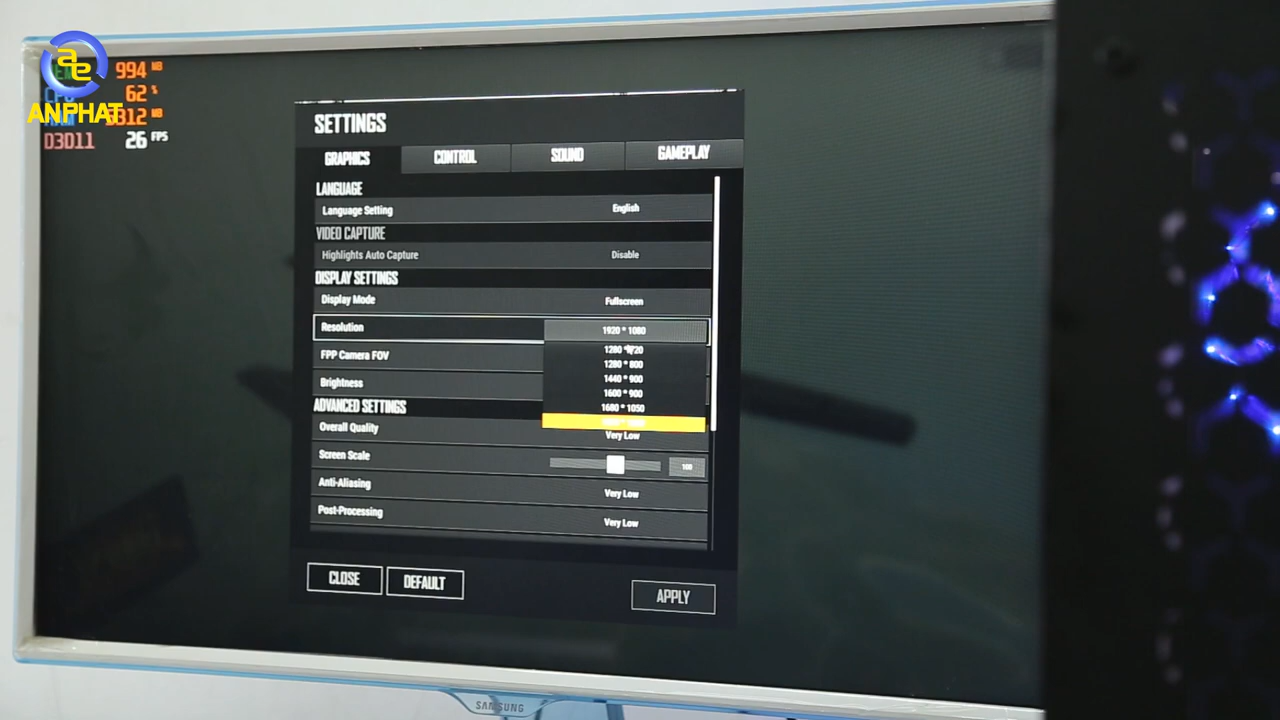 994 MB
62 %
ANPHAT
D3D11 26 FPS
SETTINGS
GRAPHICS CONTROL SOUND GAMEPLAY
LANGUAGE
Language Setting English
VIDEO CAPTURE
Highlights Auto Capture Disable
DISPLAY SETTINGS
Display Mode Fullscreen
Resolution 1920 * 1080
1280 * 720
FPP Camera FOV
1280 * 800
1440 * 900
Brightness
1600 * 900
ADVANCED SETTINGS
1680 * 1050
Overall Quality Very Low
Screen Scale 100
Anti-Aliasing Very Low
Post-Processing Very Low
CLOSE DEFAULT APPLY
SAMSUNG